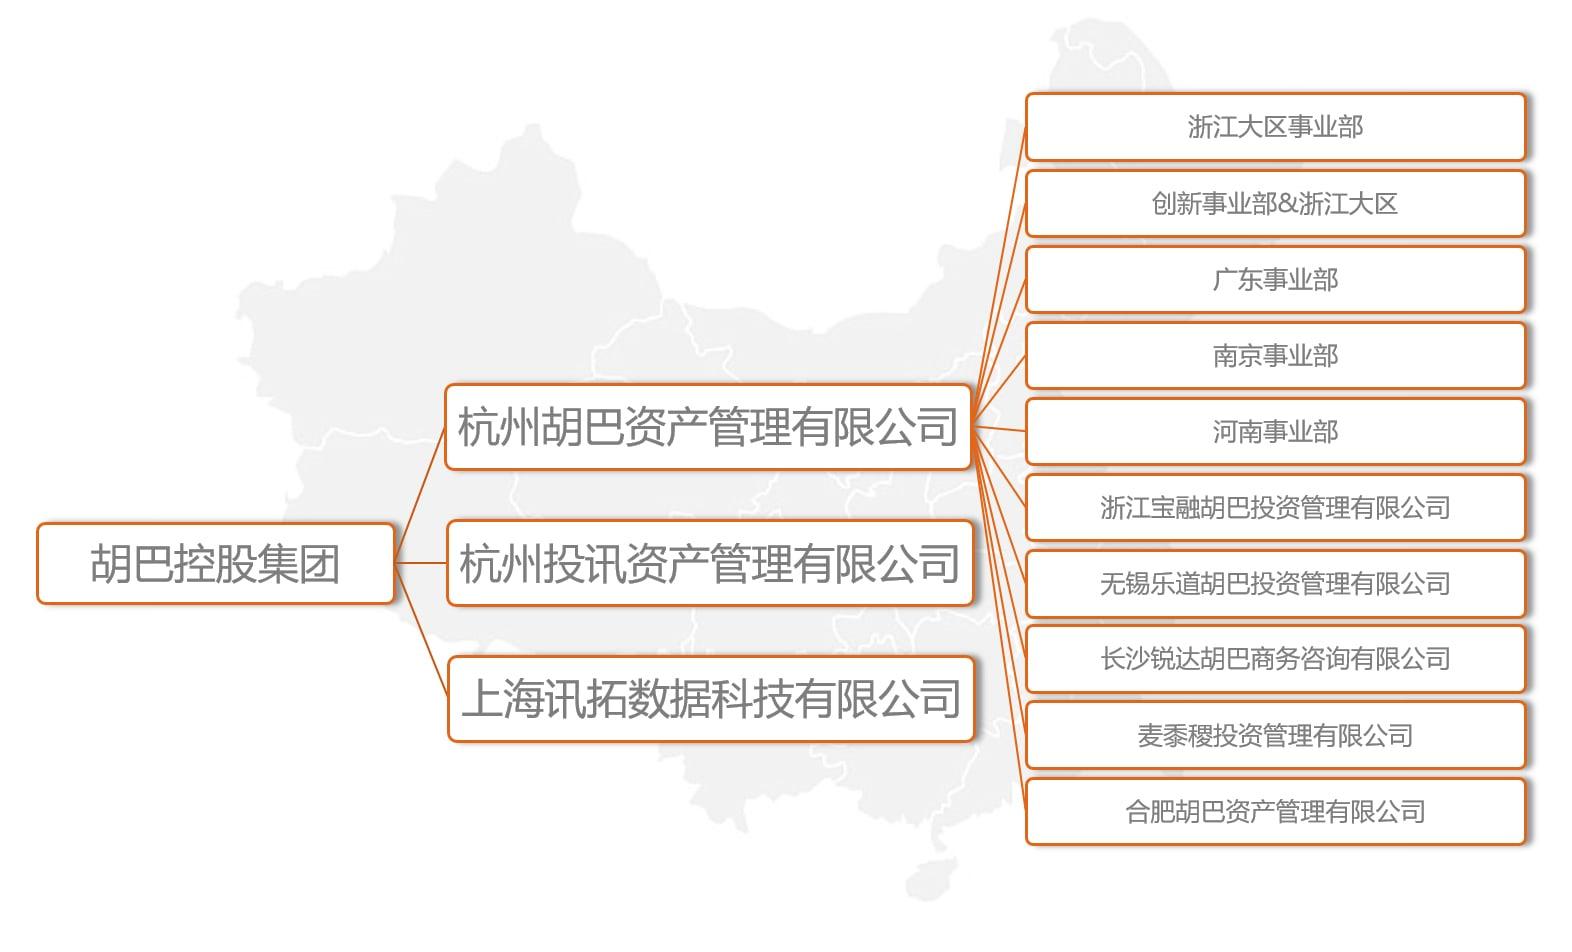 胡巴控股集团
杭州胡巴资产管理有限公司
杭州投讯资产管理有限公司
上海讯拓数据科技有限公司
浙江大区事业部
创新事业部&浙江大区
广东事业部
南京事业部
河南事业部
浙江宝融胡巴投资管理有限公司
无锡乐道胡巴投资管理有限公司
长沙锐达胡巴商务咨询有限公司
麦黍稷投资管理有限公司
合肥胡巴资产管理有限公司